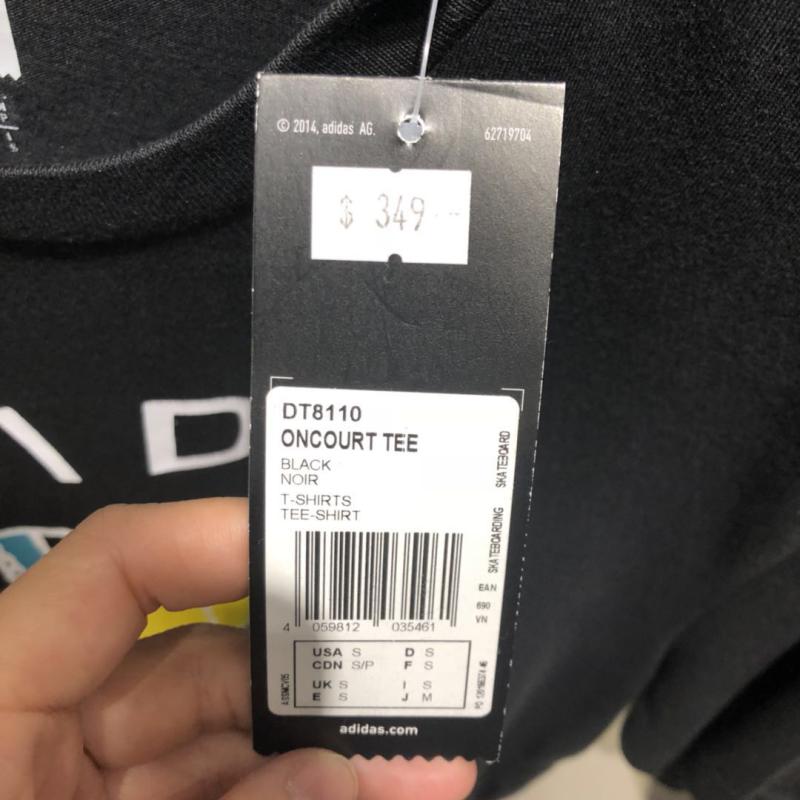 © 2014, adidas AG.
62719704
$ 349
DT8110
ONCOURT TEE
BLACK
NOIR
T-SHIRTS
TEE-SHIRT
SKATEBOARD
SKATEBOARDING
EAN
690
VN
4 059812 035461
USA S D S
CDN S/P F S
UK S I S
E S J M
adidas.com
AD